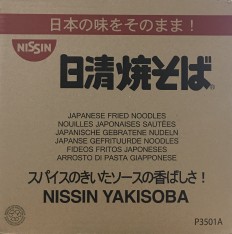 日本の味をそのまま！
NISSIN
日清焼そば®
JAPANESE FRIED NOODLES
NOUILLES JAPONAISES SAUTÉES
JAPANISCHE GEBRATENE NUDELN
JAPANSE GEFRITUURDE NOODLES
FIDEOS FRITOS JAPONESES
ARROSTO DI PASTA GIAPPONESE
スパイスのきいたソースの香ばしさ！
NISSIN YAKISOBA
P3501A